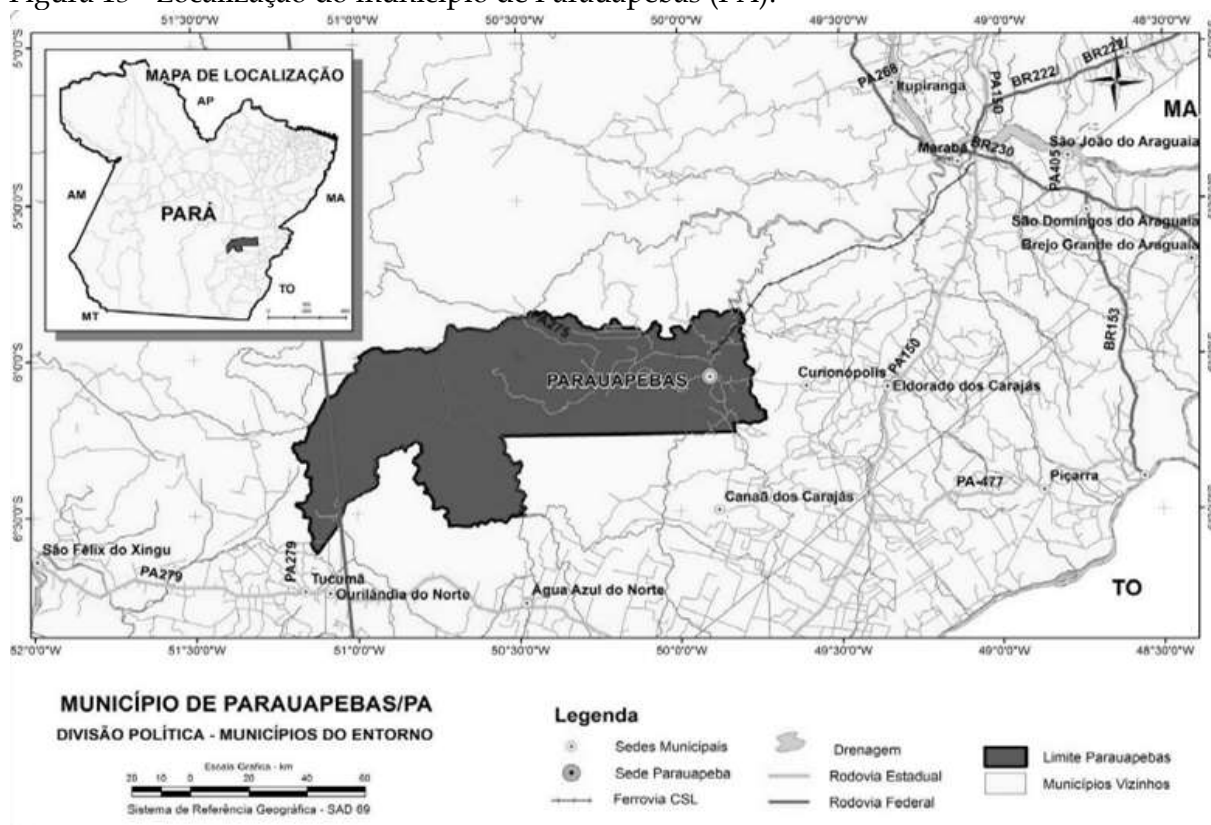 Figura 15 - Localização do município de Parauapebas (PA).
51°30'0"W 51°0'0"W 50°30'0"W 50°0'0"W 49°30'0"W 49°0'0"W 48°30'0"W
5°0'0"S
MAPA DE LOCALIZAÇÃO
AP
AM
PARÁ
MA
TO
MT
PA268
Itupiranga
PA150
BR222
BR222
MA
Marabá
BR230
São João do Araguaia
PA405
5°30'0"S
São Domingos do Araguaia
Brejo Grande do Araguaia
PA275
BR153
6°0'0"S
PARAUAPEBAS
Curionópolis
PA150
Eldorado dos Carajás
Canaã dos Carajás
PA-477
Piçarra
6°30'0"S
São Félix do Xingu
PA279
PA279
Tucumã
Ourilândia do Norte
Água Azul do Norte
TO
52°0'0"W 51°30'0"W 51°0'0"W 50°30'0"W 50°0'0"W 49°30'0"W 49°0'0"W 48°30'0"W
MUNICÍPIO DE PARAUAPEBAS/PA
DIVISÃO POLÍTICA - MUNICÍPIOS DO ENTORNO
Escala Grafica - km
20 10 0 20 40 60
Sistema de Referência Geográfica - SAD 69
Legenda
Sedes Municipais
Sede Parauapeba
Ferrovia CSL
Drenagem
Rodovia Estadual
Rodovia Federal
Limite Parauapebas
Municípios Vizinhos